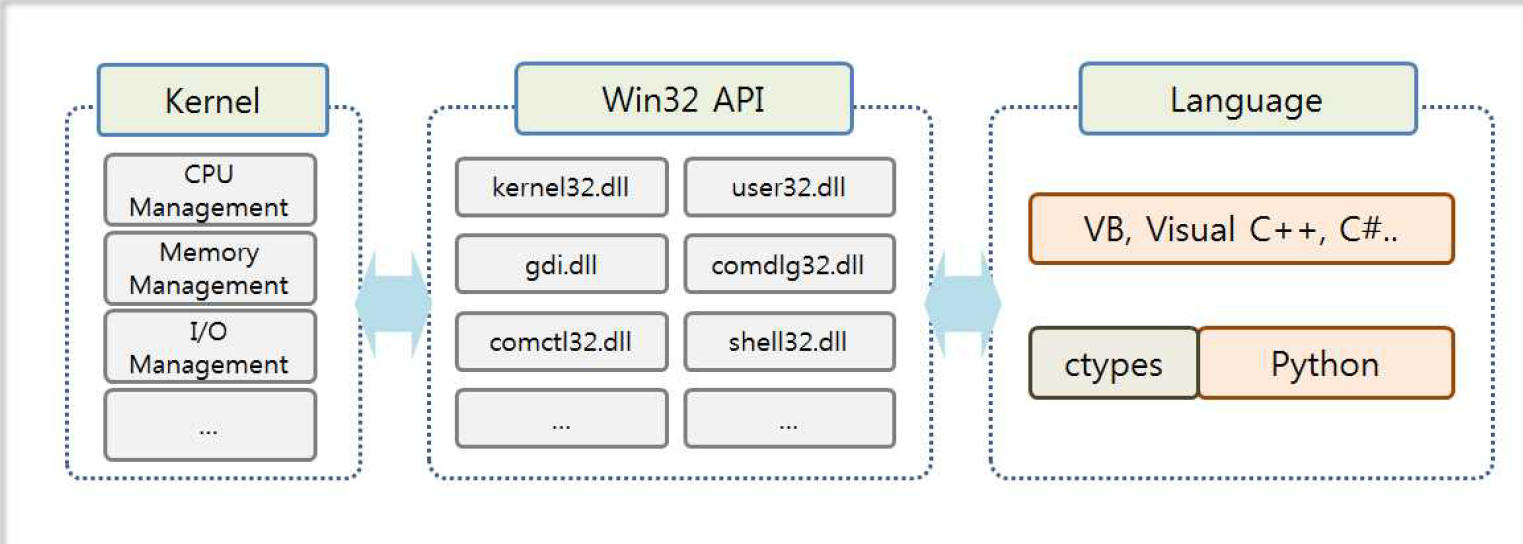 Kernel
CPU
Management
Memory
Management
I/O
Management
...
Win32 API
kernel32.dll
user32.dll
gdi.dll
comdlg32.dll
comctl32.dll
shell32.dll
...
...
Language
VB, Visual C++, C#..
ctypes
Python